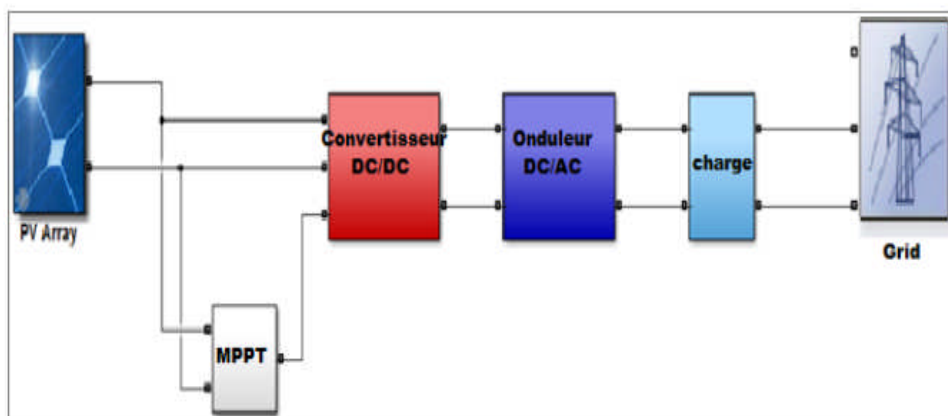 PV Array
MPPT
Convertisseur
DC/DC
Onduleur
DC/AC
charge
Grid